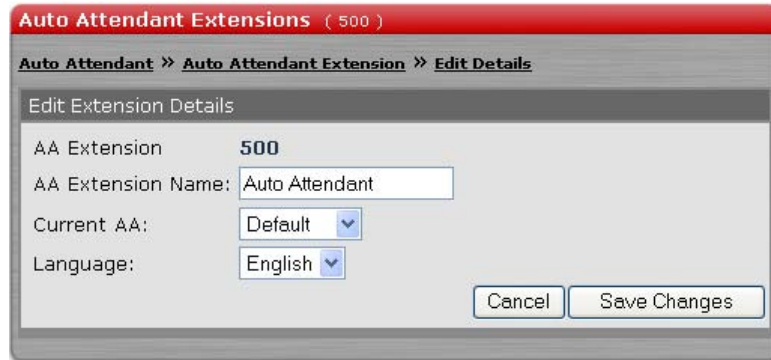 Auto Attendant Extensions ( 500 )
Auto Attendant » Auto Attendant Extension » Edit Details
Edit Extension Details
AA Extension 500
AA Extension Name: Auto Attendant
Current AA: Default
Language: English
Cancel Save Changes